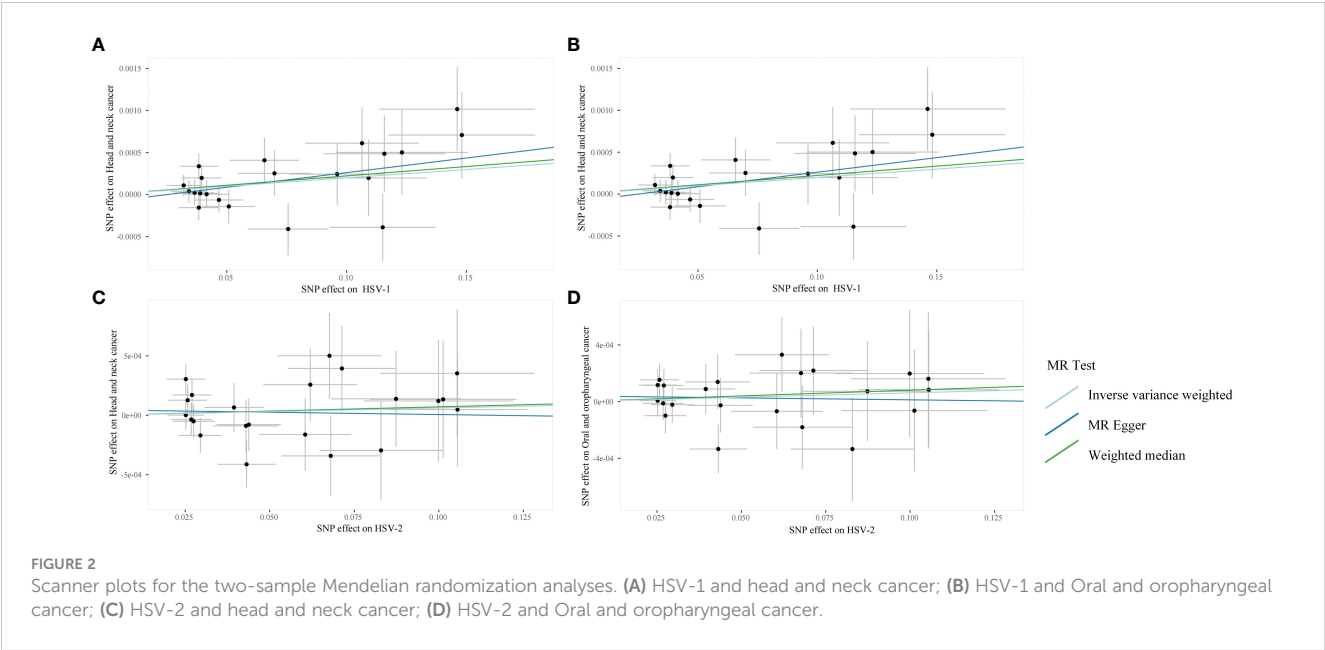 A
B
SNP effect on Head and neck cancer
0.0015
0.0010
0.0005
0.0000
-0.0005
0.05
0.10
0.15
SNP effect on HSV-1
SNP effect on Head and neck cancer
0.0015
0.0010
0.0005
0.0000
-0.0005
0.05
0.10
0.15
SNP effect on HSV-1
C
D
SNP effect on Head and neck cancer
5e-04
0e+00
-5e-04
0.025
0.050
0.075
0.100
0.125
SNP effect on HSV-2
SNP effect on Oral and oropharyngeal cancer
4e-04
0e+00
-4e-04
0.025
0.050
0.075
0.100
0.125
SNP effect on HSV-2
MR Test
Inverse variance weighted
MR Egger
Weighted median
FIGURE 2
Scanner plots for the two-sample Mendelian randomization analyses. (A) HSV-1 and head and neck cancer; (B) HSV-1 and Oral and oropharyngeal
cancer; (C) HSV-2 and head and neck cancer; (D) HSV-2 and Oral and oropharyngeal cancer.